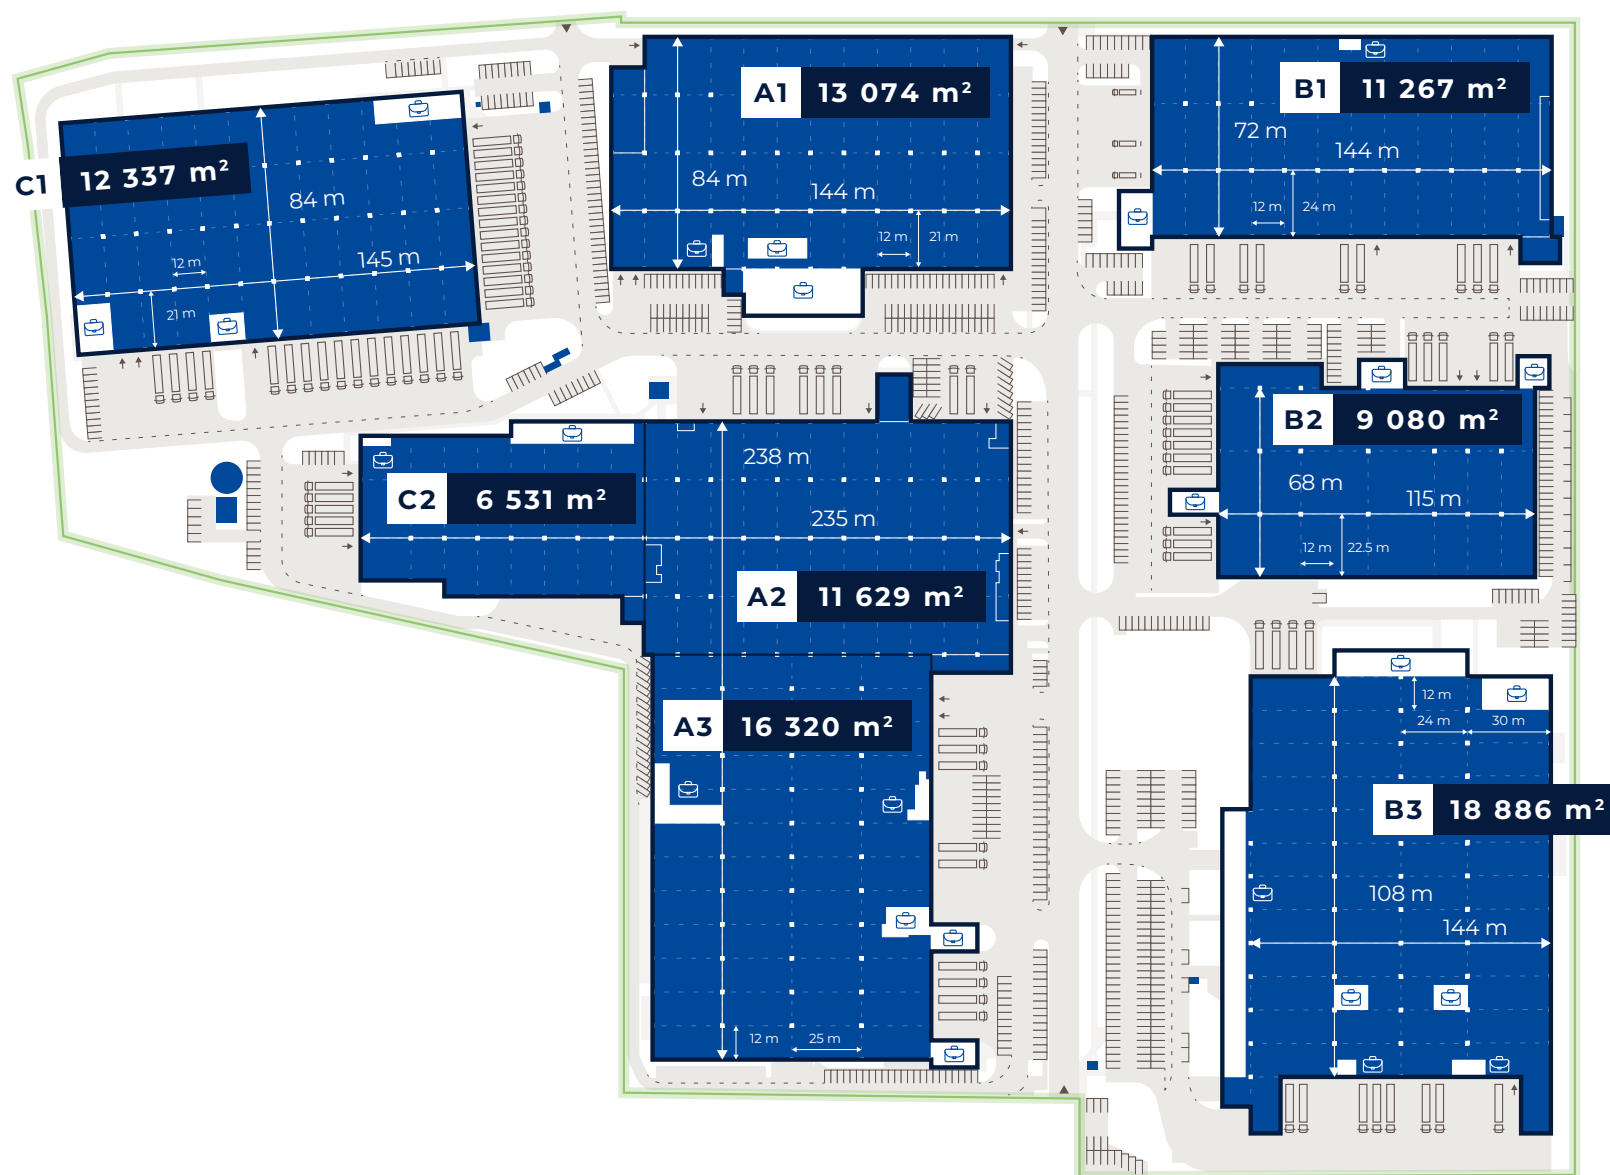 A1 13 074 m²
84 m
144 m
12 m
21 m
B1 11 267 m²
72 m
144 m
12 m
24 m
C1 12 337 m²
84 m
145 m
12 m
21 m
B2 9 080 m²
68 m
115 m
12 m
22.5 m
C2 6 531 m²
238 m
235 m
A2 11 629 m²
A3 16 320 m²
12 m
25 m
12 m
24 m
30 m
B3 18 886 m²
108 m
144 m